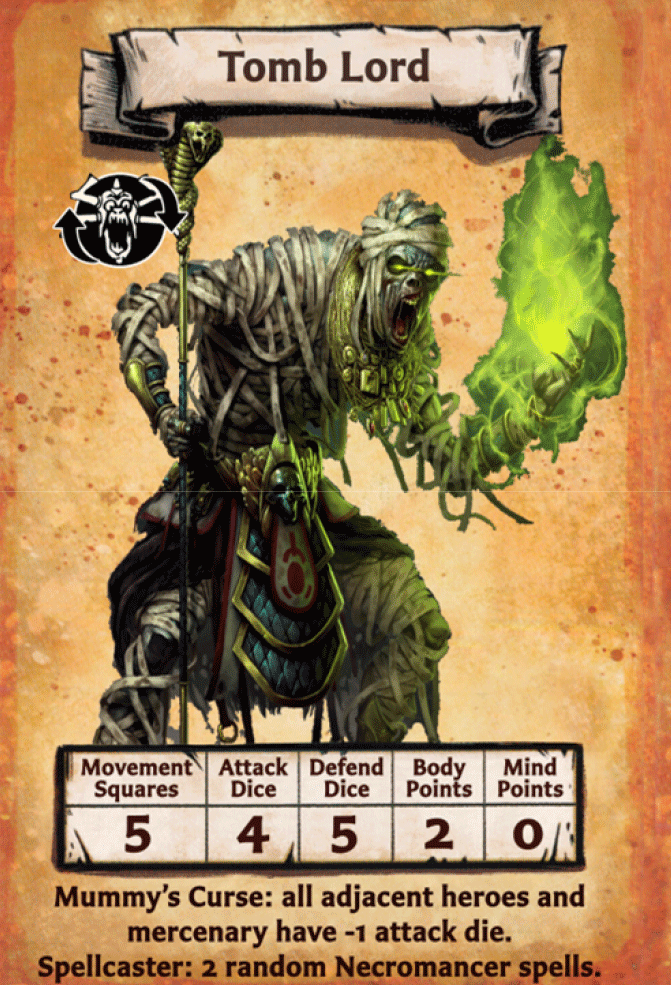 Tomb Lord
Movement Squares Attack Dice Defend Dice Body Points Mind Points
5 4 5 2 0
Mummy's Curse: all adjacent heroes and
mercenary have -1 attack die.
Spellcaster: 2 random Necromancer spells.